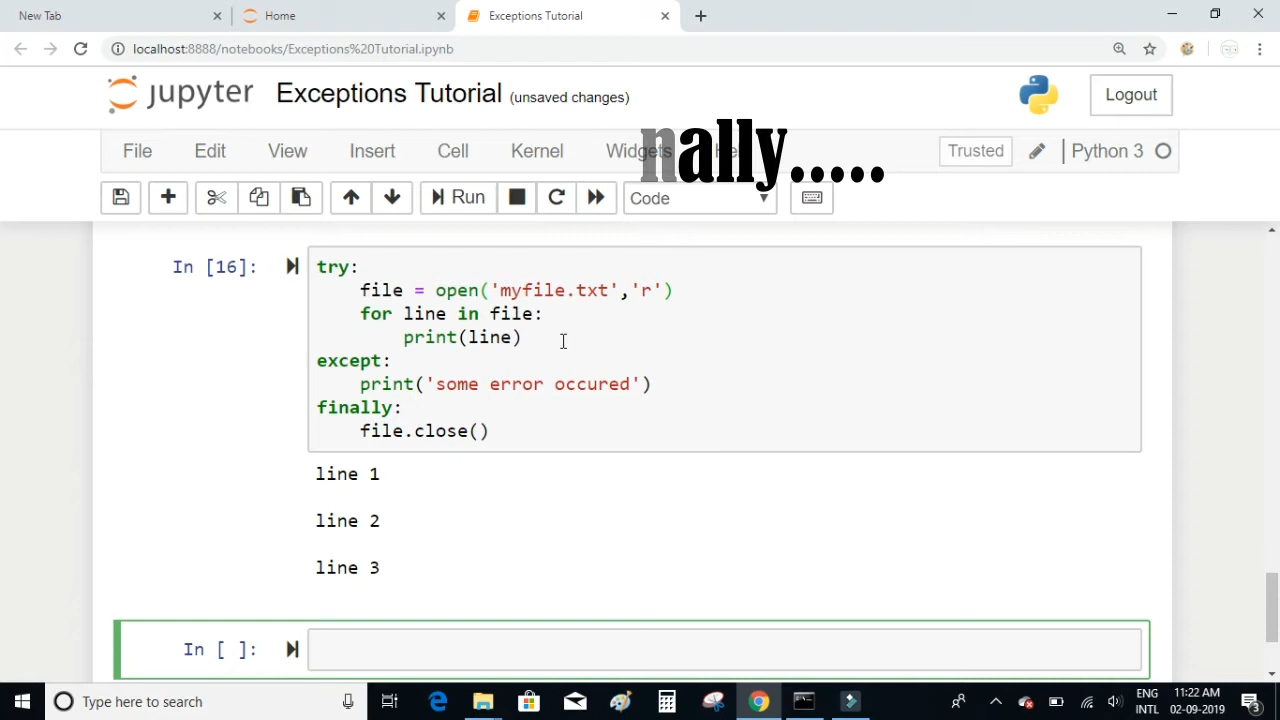 New Tab
Home
Exceptions Tutorial
localhost:8888/notebooks/Exceptions%20Tutorial.ipynb
jupyter Exceptions Tutorial (unsaved changes)
Logout
nally.....
File Edit View Insert Cell Kernel Widgets Help Trusted Python 3
Run Code
In [16]:
try:
    file = open('myfile.txt','r')
    for line in file:
        print(line)
except:
    print('some error occured')
finally:
    file.close()
line 1
line 2
line 3
In [ ]:
Type here to search
ENG 11:22 AM
INTL 02-09-2019
3